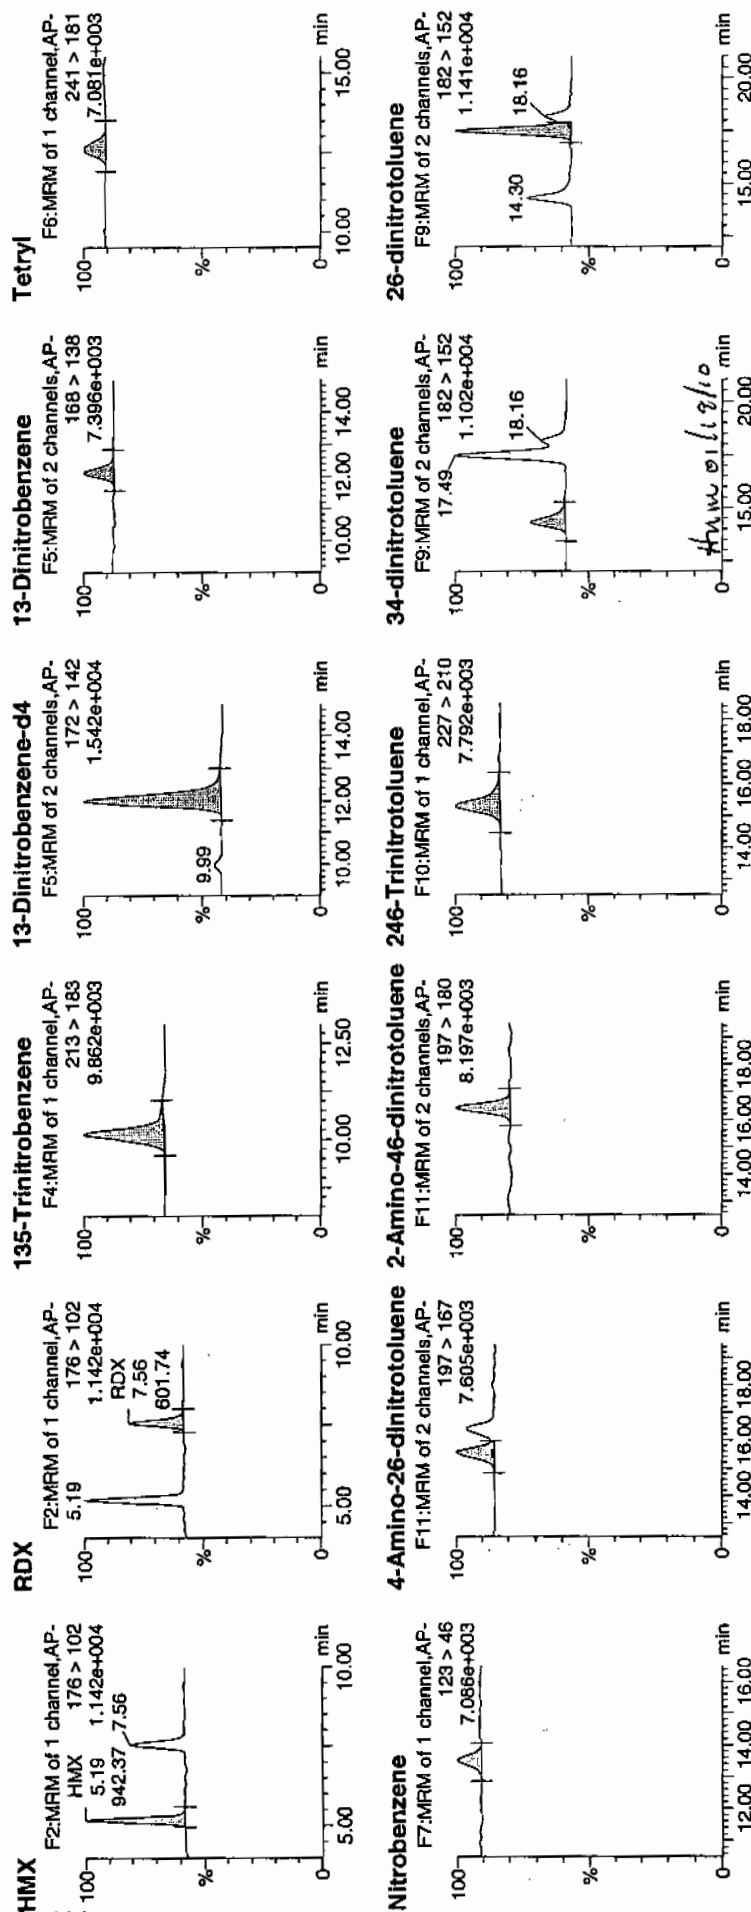 HMX
F2:MRM of 1 channel,AP-
HMX 176 > 102
5.19 1.142e+004
942.37 7.56
100
%
0
5.00 10.00 min
RDX
F2:MRM of 1 channel,AP-
5.19 176 > 102
1.142e+004
RDX
7.56
601.74
100
%
0
5.00 10.00 min
135-Trinitrobenzene
F4:MRM of 1 channel,AP-
213 > 183
9.862e+003
100
%
0
10.00 12.50 min
13-Dinitrobenzene-d4
F5:MRM of 2 channels,AP-
172 > 142
1.542e+004
9.99
100
%
0
10.00 12.00 14.00 min
13-Dinitrobenzene
F5:MRM of 2 channels,AP-
168 > 138
7.396e+003
100
%
0
10.00 12.00 14.00 min
Tetryl
F6:MRM of 1 channel,AP-
241 > 181
7.081e+003
100
%
0
10.00 15.00 min
Nitrobenzene
F7:MRM of 1 channel,AP-
123 > 46
7.086e+003
100
%
0
12.00 14.00 16.00 min
4-Amino-26-dinitrotoluene
F11:MRM of 2 channels,AP-
197 > 167
7.605e+003
100
%
0
14.00 16.00 18.00 min
2-Amino-46-dinitrotoluene
F11:MRM of 2 channels,AP-
197 > 180
8.197e+003
100
%
0
14.00 16.00 18.00 min
246-Trinitrotoluene
F10:MRM of 1 channel,AP-
227 > 210
7.792e+003
100
%
0
14.00 16.00 18.00 min
34-dinitrotoluene
F9:MRM of 2 channels,AP-
17.49 182 > 152
1.102e+004
18.16
100
%
0
15.00 20.00 min
01/19/10
26-dinitrotoluene
F9:MRM of 2 channels,AP-
182 > 152
1.141e+004
14.30 18.16
100
%
0
15.00 20.00 min